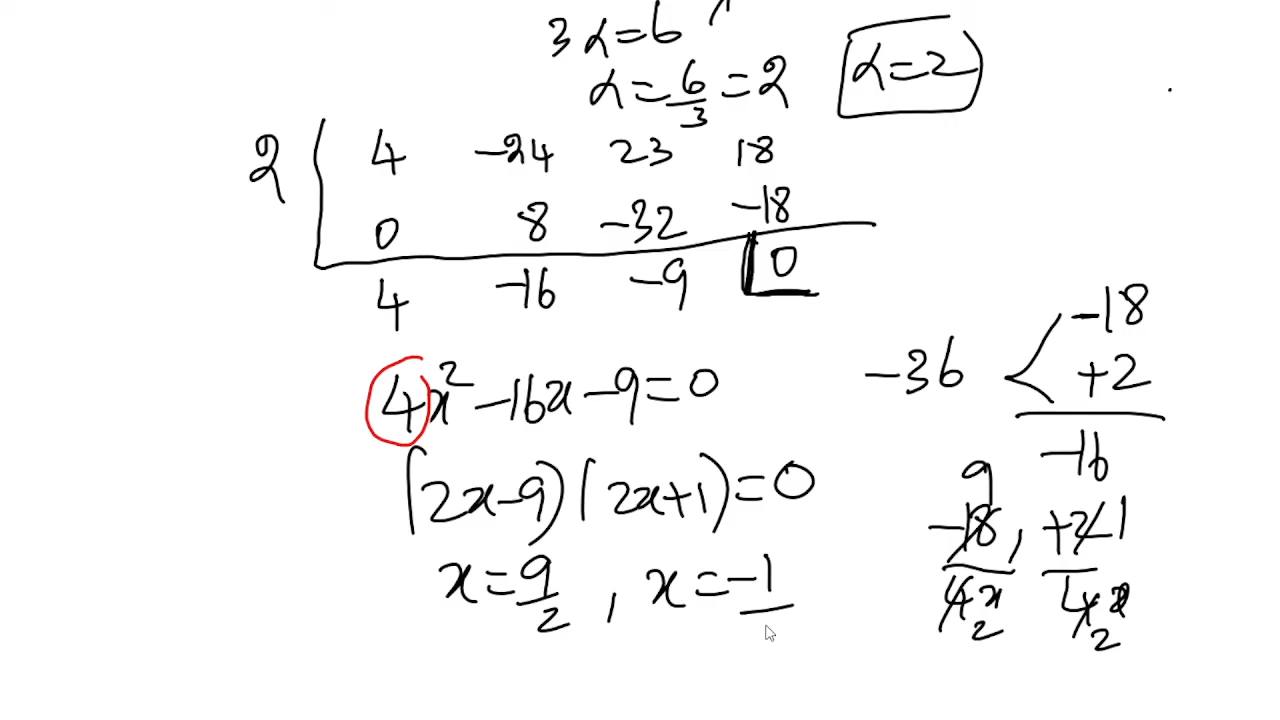 3α=6
α=6/3=2
α=2
2 | 4 -24 23 18
0 8 -32 -18
4 -16 -9 0
4x²-16x-9=0
(2x-9)(2x+1)=0
x=9/2, x=-1
-36 < -18
+2
-16
9
-18, +2 1
4x 4x
2 2